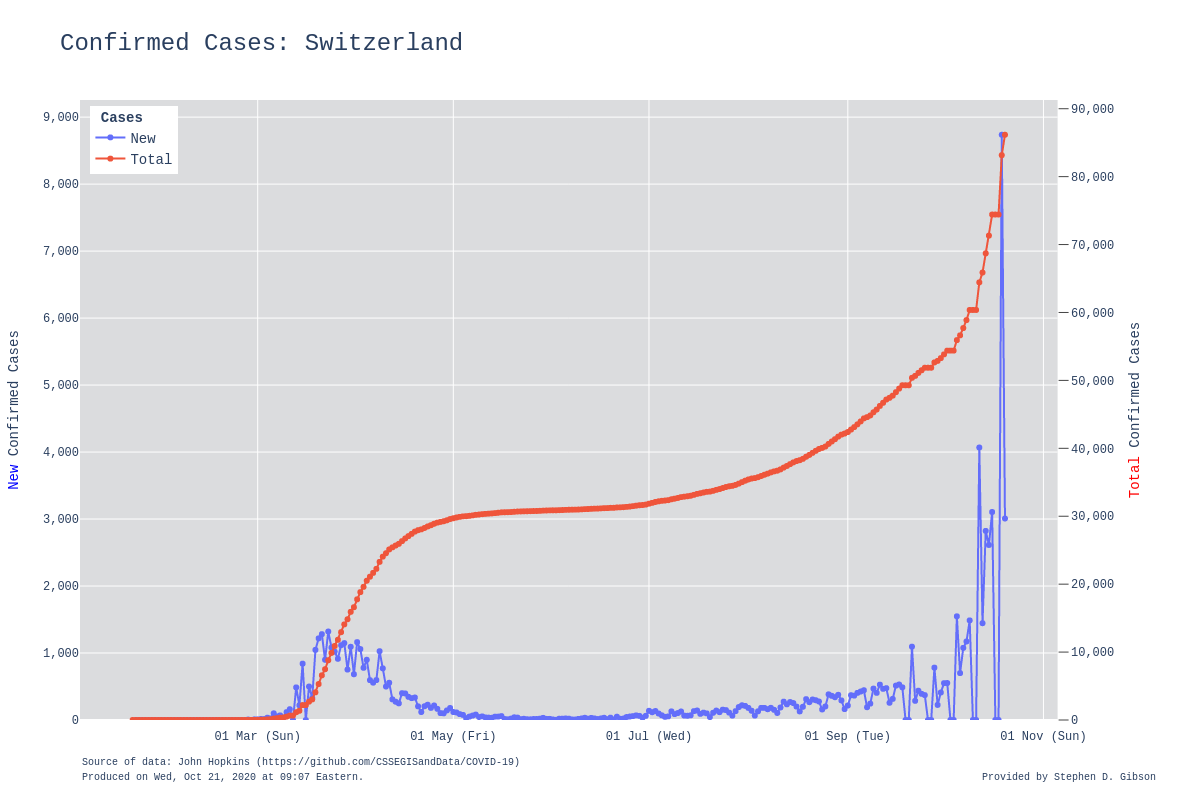 Confirmed Cases: Switzerland
Cases
New
Total
9,000
8,000
7,000
6,000
5,000
4,000
3,000
2,000
1,000
0
New Confirmed Cases
90,000
80,000
70,000
60,000
50,000
40,000
30,000
20,000
10,000
0
Total Confirmed Cases
01 Mar (Sun)
01 May (Fri)
01 Jul (Wed)
01 Sep (Tue)
01 Nov (Sun)
Source of data: John Hopkins (https://github.com/CSSEGISandData/COVID-19)
Produced on Wed, Oct 21, 2020 at 09:07 Eastern.
Provided by Stephen D. Gibson